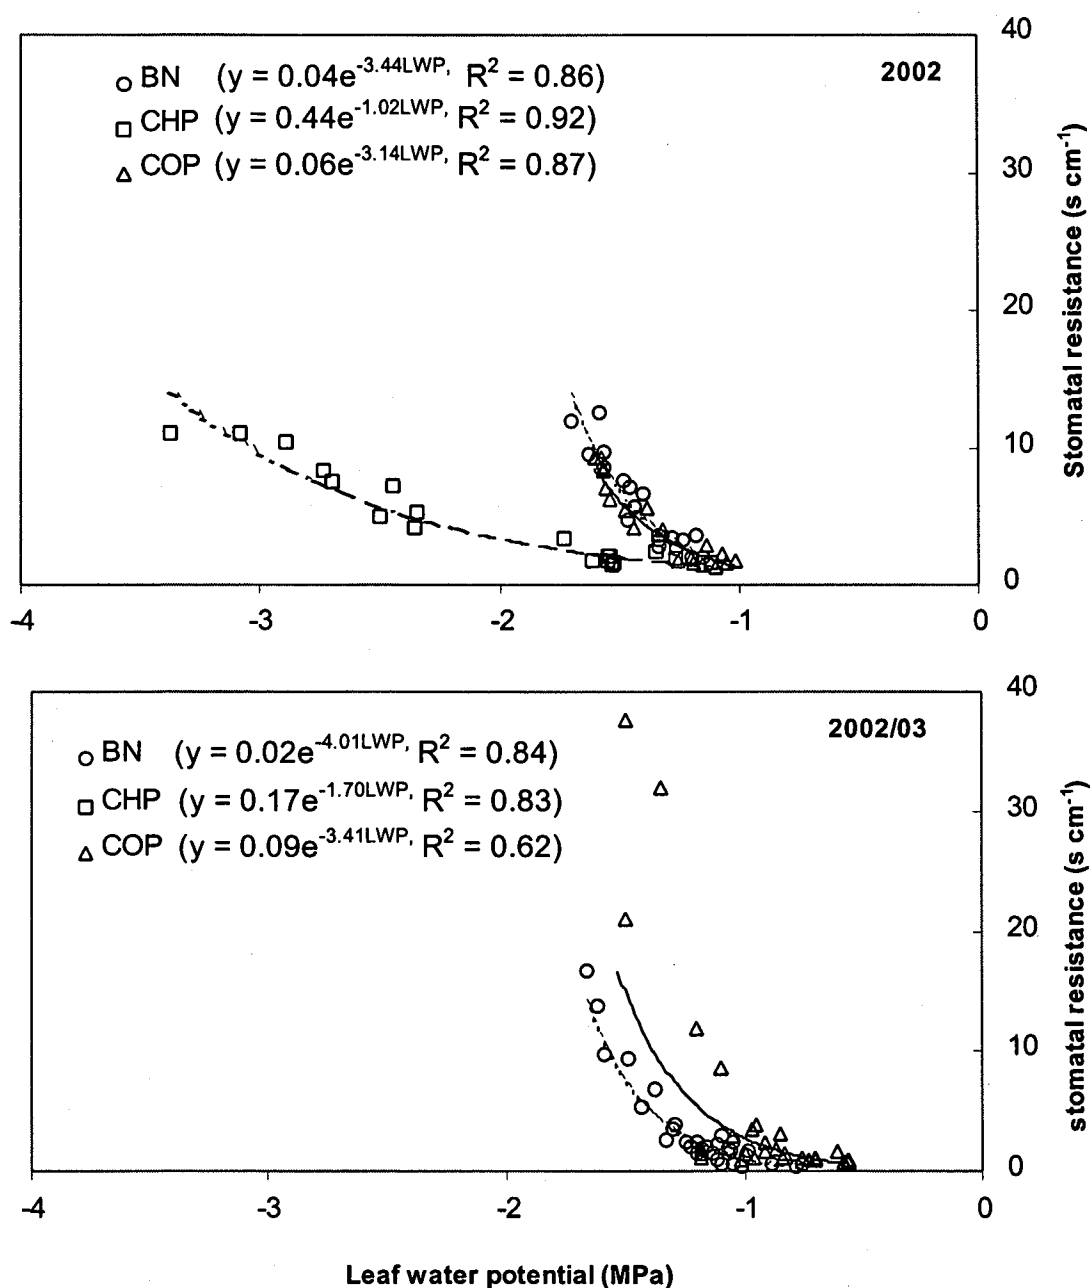 40
BN (y = 0.04e^-3.44LWP, R² = 0.86)
2002
CHP (y = 0.44e^-1.02LWP, R² = 0.92)
COP (y = 0.06e^-3.14LWP, R² = 0.87)
30
20
10
0
Stomatal resistance (s cm⁻¹)
-4 -3 -2 -1 0
40
2002/03
BN (y = 0.02e^-4.01LWP, R² = 0.84)
CHP (y = 0.17e^-1.70LWP, R² = 0.83)
COP (y = 0.09e^-3.41LWP, R² = 0.62)
30
20
10
0
stomatal resistance (s cm⁻¹)
-4 -3 -2 -1 0
Leaf water potential (MPa)